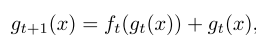 g_{t+1}(x) = f_t(g_t(x)) + g_t(x),